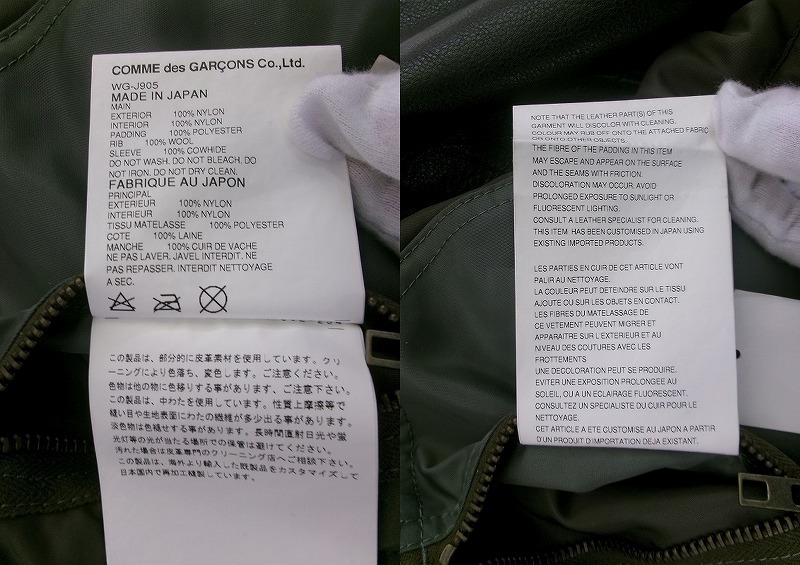 COMME des GARÇONS Co.,Ltd.
WG-J905
MADE IN JAPAN
MAIN
EXTERIOR 100% NYLON
INTERIOR 100% NYLON
PADDING 100% POLYESTER
RIB 100% WOOL
SLEEVE 100% COWHIDE
DO NOT WASH. DO NOT BLEACH. DO
NOT IRON. DO NOT DRY CLEAN.
FABRIQUE AU JAPON
PRINCIPAL
EXTERIEUR 100% NYLON
INTERIEUR 100% NYLON
TISSU MATELASSE 100% POLYESTER
COTE 100% LAINE
MANCHE 100% CUIR DE VACHE
NE PAS LAVER. JAVEL INTERDIT. NE
PAS REPASSER. INTERDIT NETTOYAGE
A SEC.
この製品は、部分的に皮革素材を使用しています。クリ
ーニングにより色落ち、変色します。ご注意ください。
色物は他の物に色移りする事があります、ご注意下さい。
この製品は、中わたを使用しています。性質上摩擦等で
縫い目や生地表面にわたの繊維が多少出る事があります。
淡色物は色褪せする事があります。長時間直射日光や蛍
光灯等の光が当たる場所での保管は避けてください。
汚れた場合は皮革専門のクリーニング店へご相談下さい。
この製品は、海外より輸入した既製品をカスタマイズして
日本国内で再加工縫製しています。
NOTE THAT THE LEATHER PART(S) OF THIS
GARMENT WILL DISCOLOR WITH CLEANING.
COLOUR MAY RUB OFF ONTO THE ATTACHED FABRIC
OR ONTO OTHER OBJECTS.
THE FIBRE OF THE PADDING IN THIS ITEM
MAY ESCAPE AND APPEAR ON THE SURFACE
AND THE SEAMS WITH FRICTION.
DISCOLORATION MAY OCCUR. AVOID
PROLONGED EXPOSURE TO SUNLIGHT OR
FLUORESCENT LIGHTING.
CONSULT A LEATHER SPECIALIST FOR CLEANING.
THIS ITEM HAS BEEN CUSTOMISED IN JAPAN USING
EXISTING IMPORTED PRODUCTS.
LES PARTIES EN CUIR DE CET ARTICLE VONT
PALIR AU NETTOYAGE.
LA COULEUR PEUT DETEINDRE SUR LE TISSU
AJOUTE OU SUR LES OBJETS EN CONTACT.
LES FIBRES DU MATELASSAGE DE
CE VETEMENT PEUVENT MIGRER ET
APPARAITRE SUR L'EXTERIEUR ET AU
NIVEAU DES COUTURES AVEC LES
FROTTEMENTS
UNE DECOLORATION PEUT SE PRODUIRE.
EVITER UNE EXPOSITION PROLONGEE AU
SOLEIL, OU A UN ECLAIRAGE FLUORESCENT.
CONSULTEZ UN SPECIALISTE DU CUIR POUR LE
NETTOYAGE.
CET ARTICLE A ETE CUSTOMISE AU JAPON A PARTIR
D'UN PRODUIT D'IMPORTATION DEJA EXISTANT.